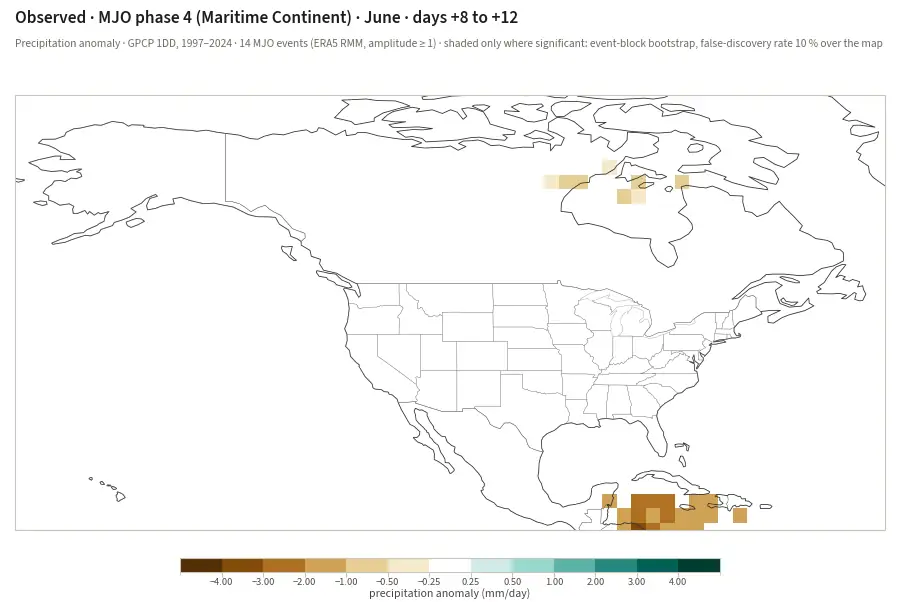 Observed · MJO phase 4 (Maritime Continent) · June · days +8 to +12
Precipitation anomaly · GPCP 1DD, 1997–2024 · 14 MJO events (ERA5 RMM, amplitude ≥ 1) · shaded only where significant: event-block bootstrap, false-discovery rate 10 % over the map
−4.00 −3.00 −2.00 −1.00 −0.50 −0.25 0.25 0.50 1.00 2.00 3.00 4.00
precipitation anomaly (mm/day)